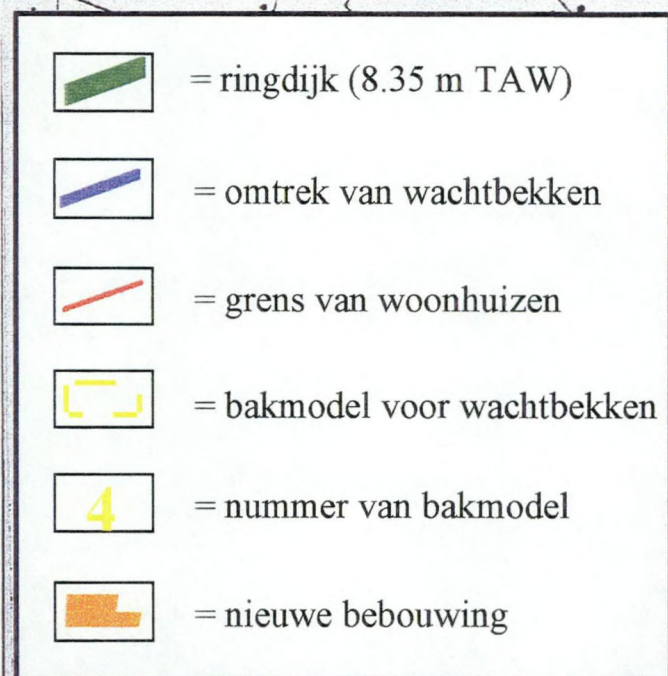 = ringdijk (8.35 m TAW)
= omtrek van wachtbekken
= grens van woonhuizen
= bakmodel voor wachtbekken
4 = nummer van bakmodel
= nieuwe bebouwing